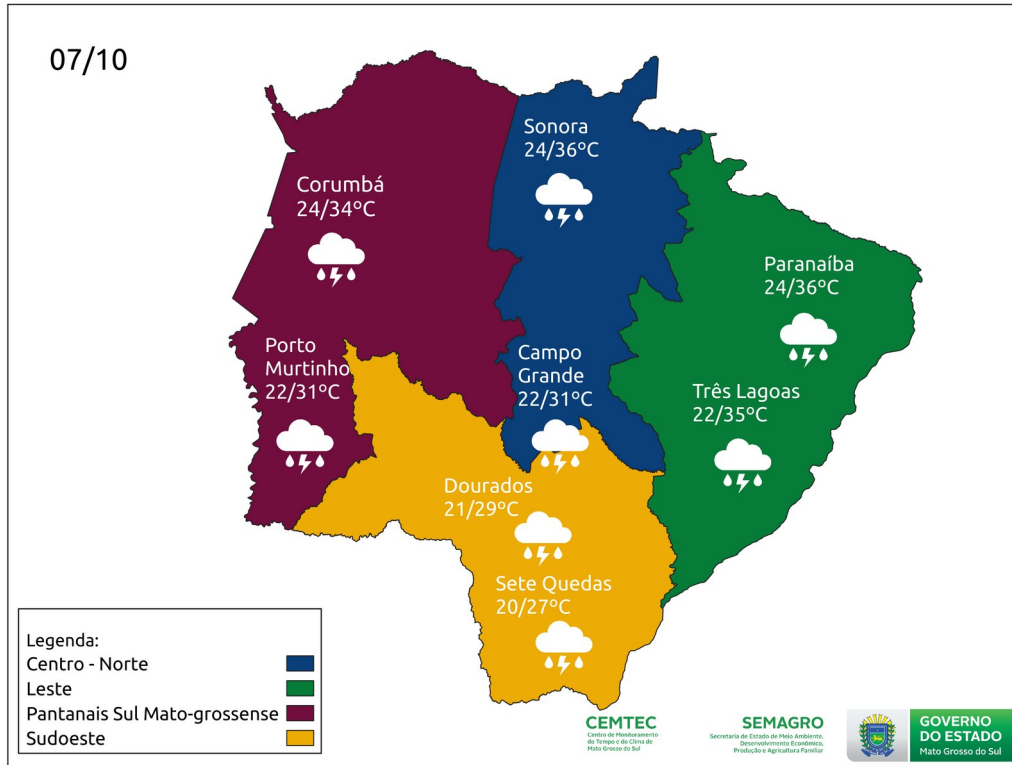 07/10
Sonora
24/36ºC
Corumbá
24/34ºC
Paranaíba
24/36ºC
Porto
Murtinho
22/31ºC
Campo
Grande
22/31ºC
Três Lagoas
22/35ºC
Dourados
21/29ºC
Sete Quedas
20/27ºC
Legenda:
Centro - Norte
Leste
Pantanais Sul Mato-grossense
Sudoeste
CEMTEC
Centro de Monitoramento
do Tempo e do Clima de
Mato Grosso do Sul
SEMAGRO
Secretaria de Estado de Meio Ambiente,
Desenvolvimento Econômico,
Produção e Agricultura Familiar
GOVERNO
DO ESTADO
Mato Grosso do Sul